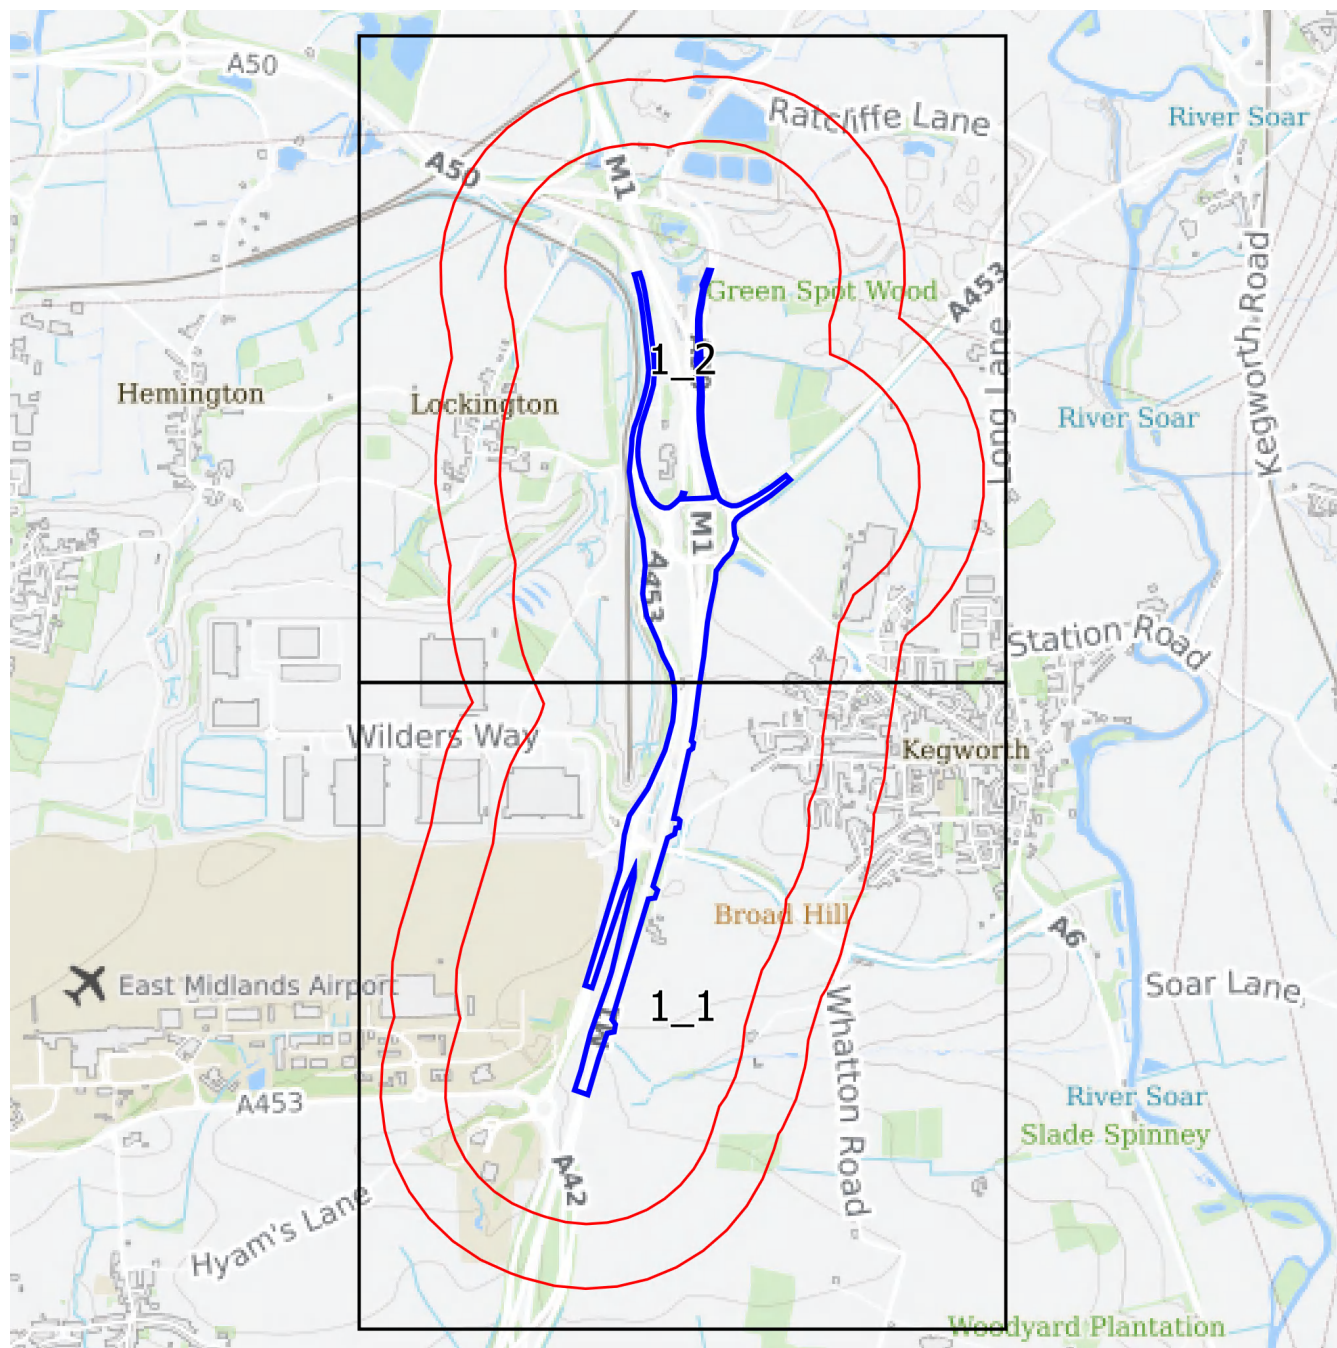 A50
Ratcliffe Lane
River Soar
A50
M1
Green Spot Wood
A453
Kegworth Road
Long Lane
1_2
Hemington
Lockington
River Soar
M1
A453
Station Road
Wilders Way
Kegworth
Broad Hill
A6
East Midlands Airport
Soar Lane
1_1
M1
Whatton Road
A453
River Soar
Slade Spinney
A42
Hyam's Lane
Woodyard Plantation